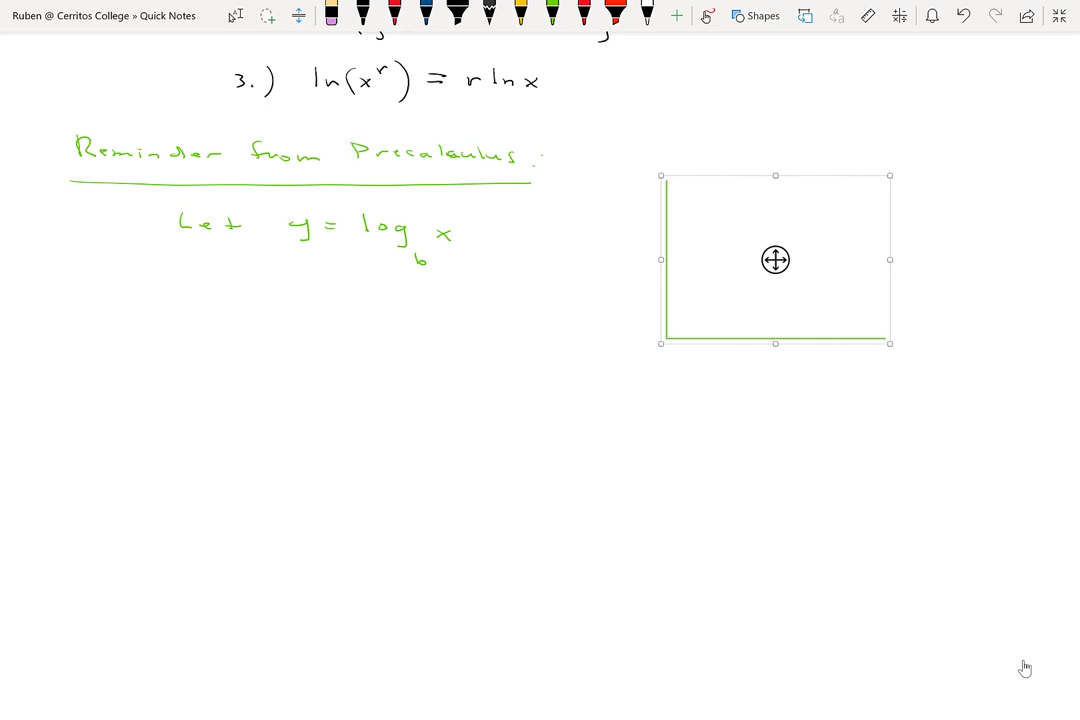 Ruben @ Cerritos College » Quick Notes Shapes
3.) ln(x^r) = r ln x
Reminder from Precalculus:
Let y = log_b x